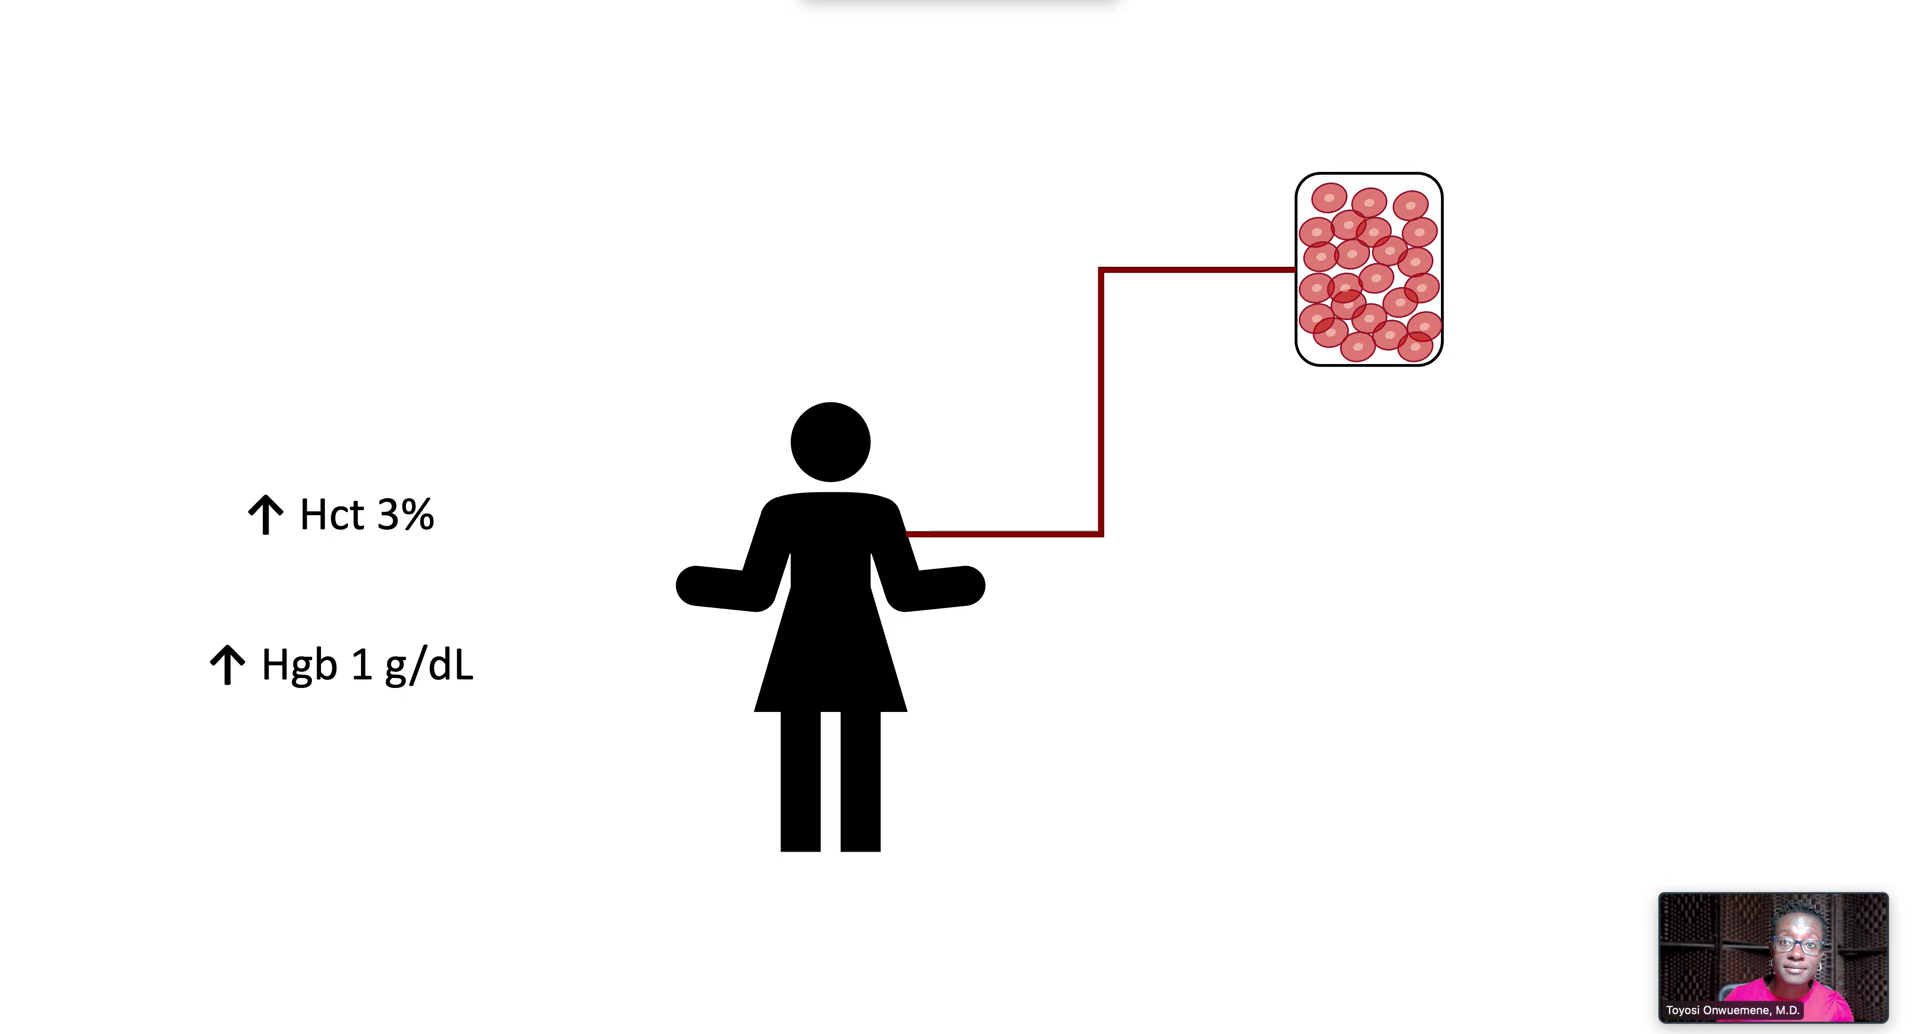 ↑ Hct 3%
↑ Hgb 1 g/dL
Toyosi Onwuemene, M.D.